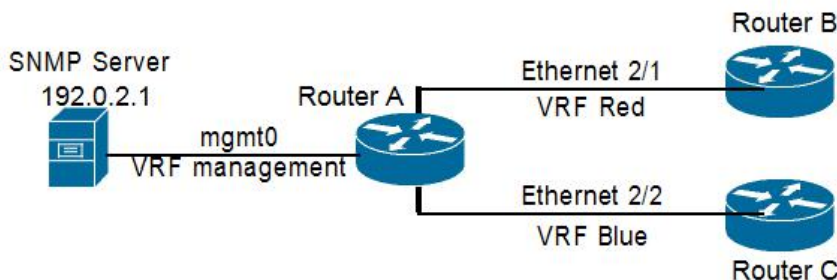 SNMP Server
192.0.2.1
mgmt0
VRF management
Router A
Ethernet 2/1
VRF Red
Router B
Ethernet 2/2
VRF Blue
Router C